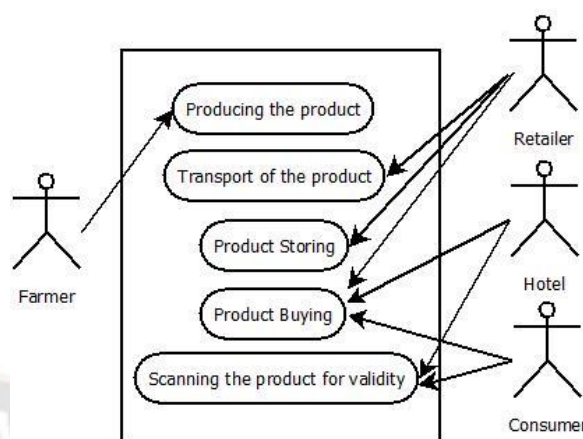 Producing the product
Retailer
Transport of the product
Product Storing
Farmer
Hotel
Product Buying
Scanning the product for validity
Consumer